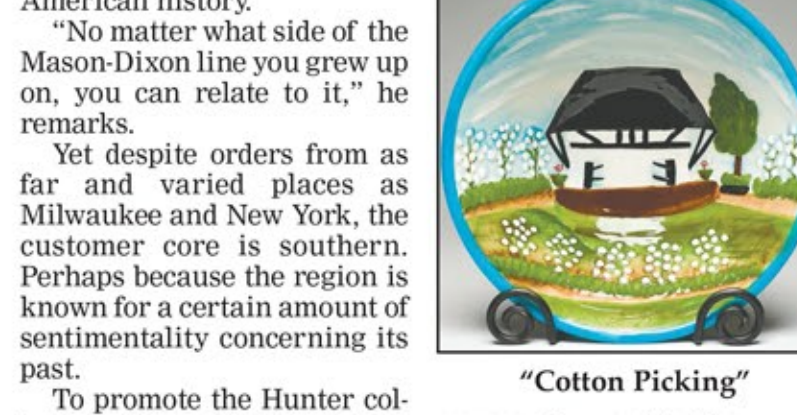 American history.
“No matter what side of the
Mason-Dixon line you grew up
on, you can relate to it,” he
remarks.
Yet despite orders from as
far and varied places as
Milwaukee and New York, the
customer core is southern.
Perhaps because the region is
known for a certain amount of
sentimentality concerning its
past.
To promote the Hunter col-
“Cotton Picking”